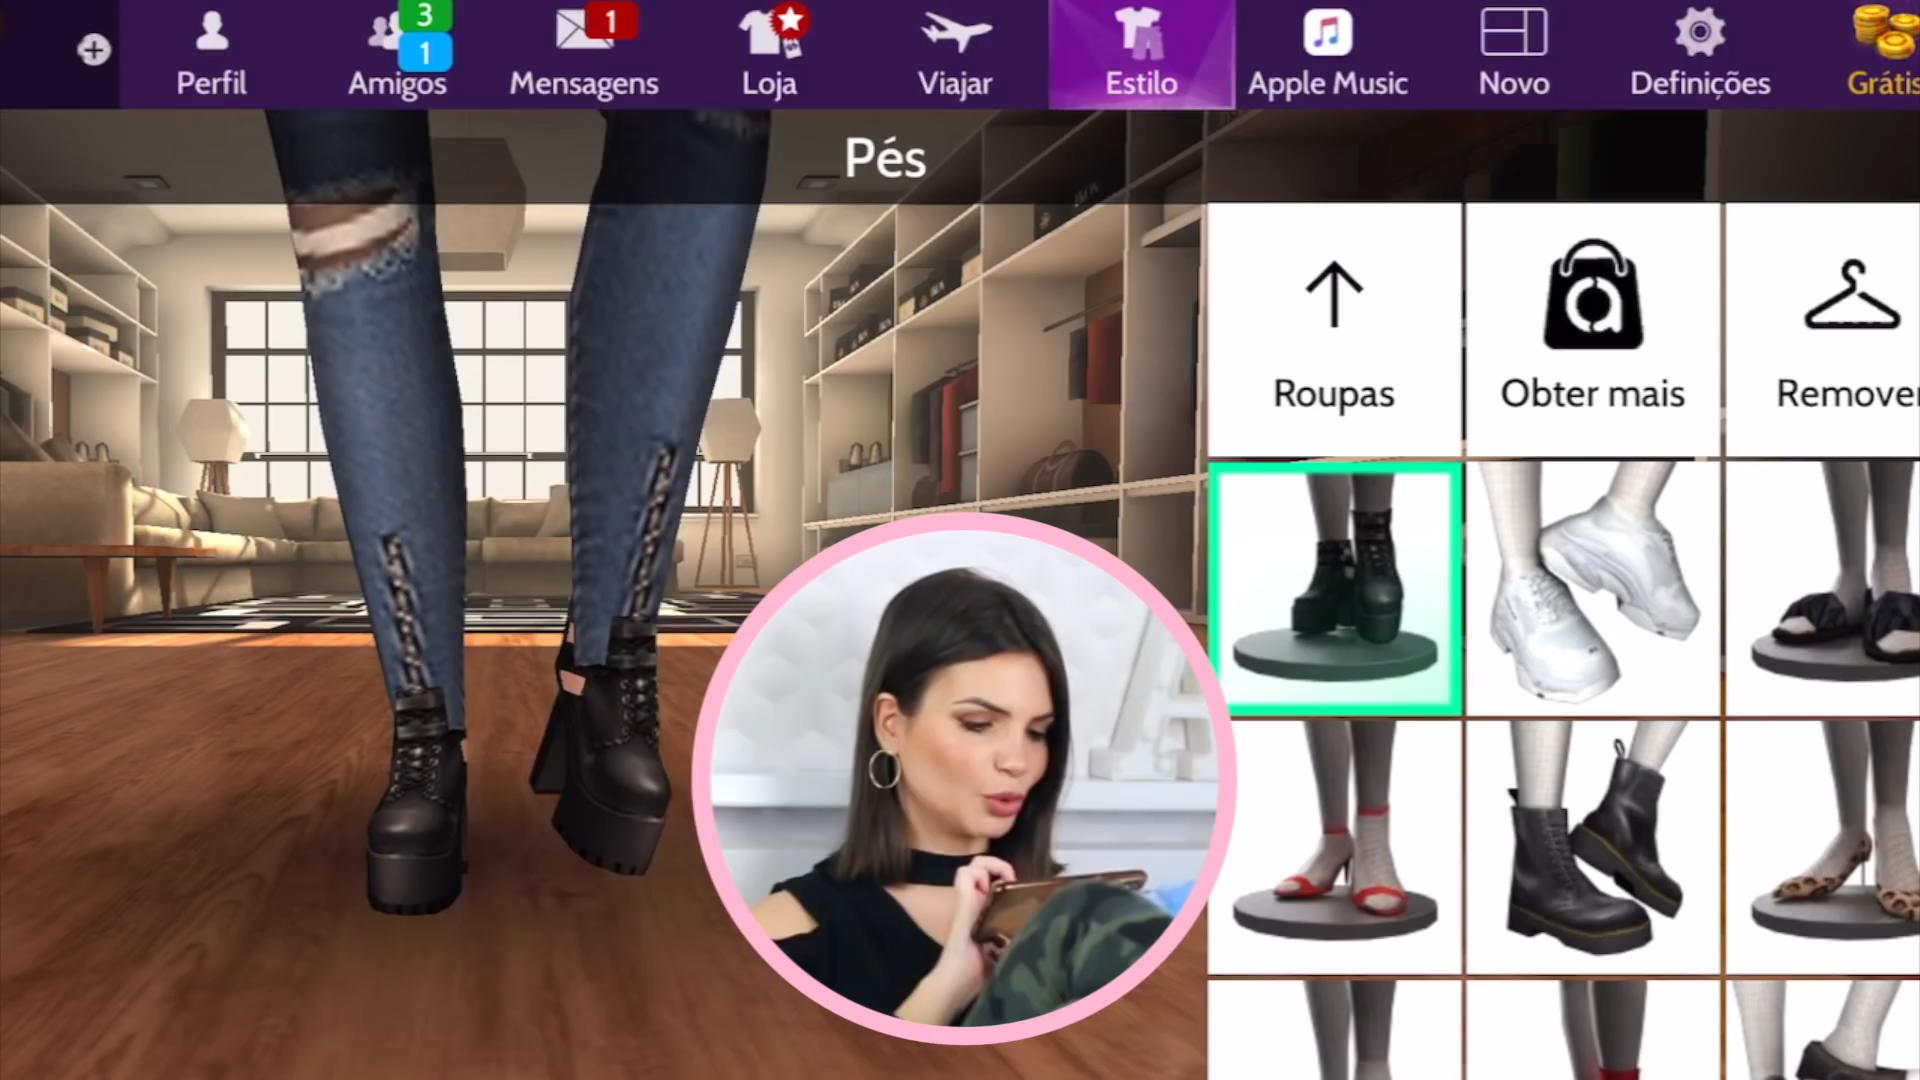 3
1
1
Perfil
Amigos
Mensagens
Loja
Viajar
Estilo
Apple Music
Novo
Definições
Grátis
Pés
Roupas
Obter mais
Remover